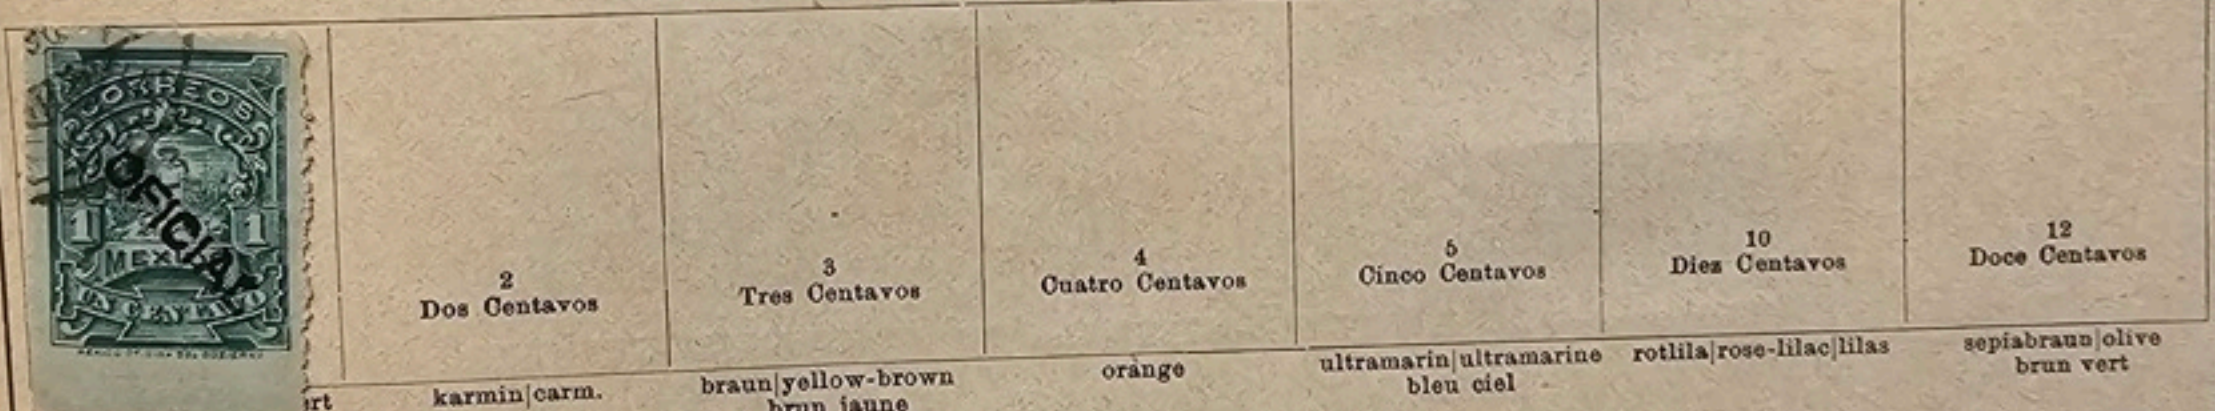 CORREOS
OFICIAL
1 1
MEXICO
UN CENTAVO
2
Dos Centavos
3
Tres Centavos
4
Cuatro Centavos
5
Cinco Centavos
10
Diez Centavos
12
Doce Centavos
ert
karmin|carm.
braun|yellow-brown
brun jaune
orange
ultramarin|ultramarine
bleu ciel
rotlila|rose-lilac|lilas
sepiabraun|olive
brun vert